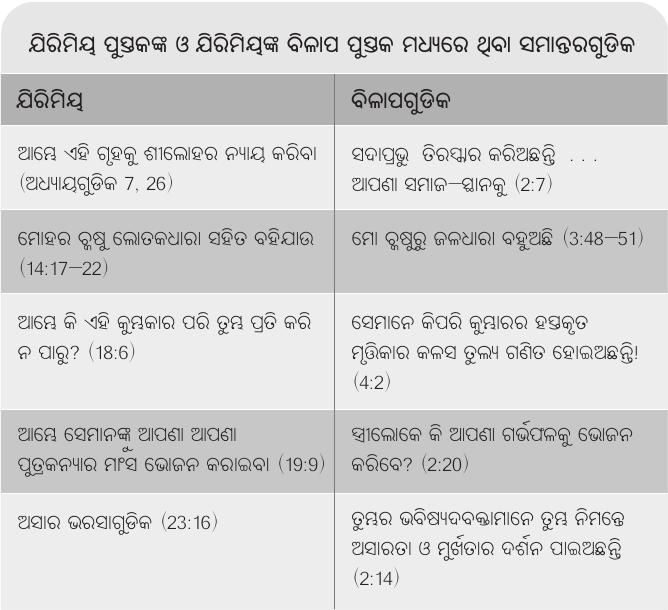 ଯିରିମିୟ ପୁସ୍ତକଙ୍କ ଓ ଯିରିମିୟଙ୍କ ବିଳାପ ପୁସ୍ତକ ମଧ୍ୟରେ ଥିବା ସମାନ୍ତରଗୁଡିକ
ଯିରିମିୟ
ବିଳାପଗୁଡିକ
ଆମ୍ଭେ ଏହି ଗୃହକୁ ଶୀଲୋହର ନ୍ୟାୟ କରିବା
(ଅଧ୍ୟାୟଗୁଡିକ 7, 26)
ସଦାପ୍ରଭୁ ତିରସ୍କାର କରିଅଛନ୍ତି . . .
ଆପଣା ସମାଜ–ସ୍ଥାନକୁ (2:7)
ମୋହର ଚକ୍ଷୁ ଲୋତକଧାରା ସହିତ ବହିଯାଉ
(14:17–22)
ମୋ ଚକ୍ଷୁରୁ ଜଳଧାରା ବହୁଅଛି (3:48–51)
ଆମ୍ଭେ କି ଏହି କୁମ୍ଭକାର ପରି ତୁମ୍ଭ ପ୍ରତି କରି
ନ ପାରୁ? (18:6)
ସେମାନେ କିପରି କୁମ୍ଭାରର ହସ୍ତକୃତ
ମୃତ୍ତିକାର କଳସ ତୁଲ୍ୟ ଗଣିତ ହୋଇଅଛନ୍ତି!
(4:2)
ଆମ୍ଭେ ସେମାନଙ୍କୁ ଆପଣା ଆପଣା
ପୁତ୍ରକନ୍ୟାର ମାଂସ ଭୋଜନ କରାଇବା (19:9)
ସ୍ତ୍ରୀଲୋକେ କି ଆପଣା ଗର୍ଭଫଳକୁ ଭୋଜନ
କରିବେ? (2:20)
ଅସାର ଭରସାଗୁଡିକ (23:16)
ତୁମ୍ଭର ଭବିଷ୍ୟଦବକ୍ତାମାନେ ତୁମ୍ଭ ନିମନ୍ତେ
ଅସାରତା ଓ ମୁର୍ଖତାର ଦର୍ଶନ ପାଇଅଛନ୍ତି
(2:14)